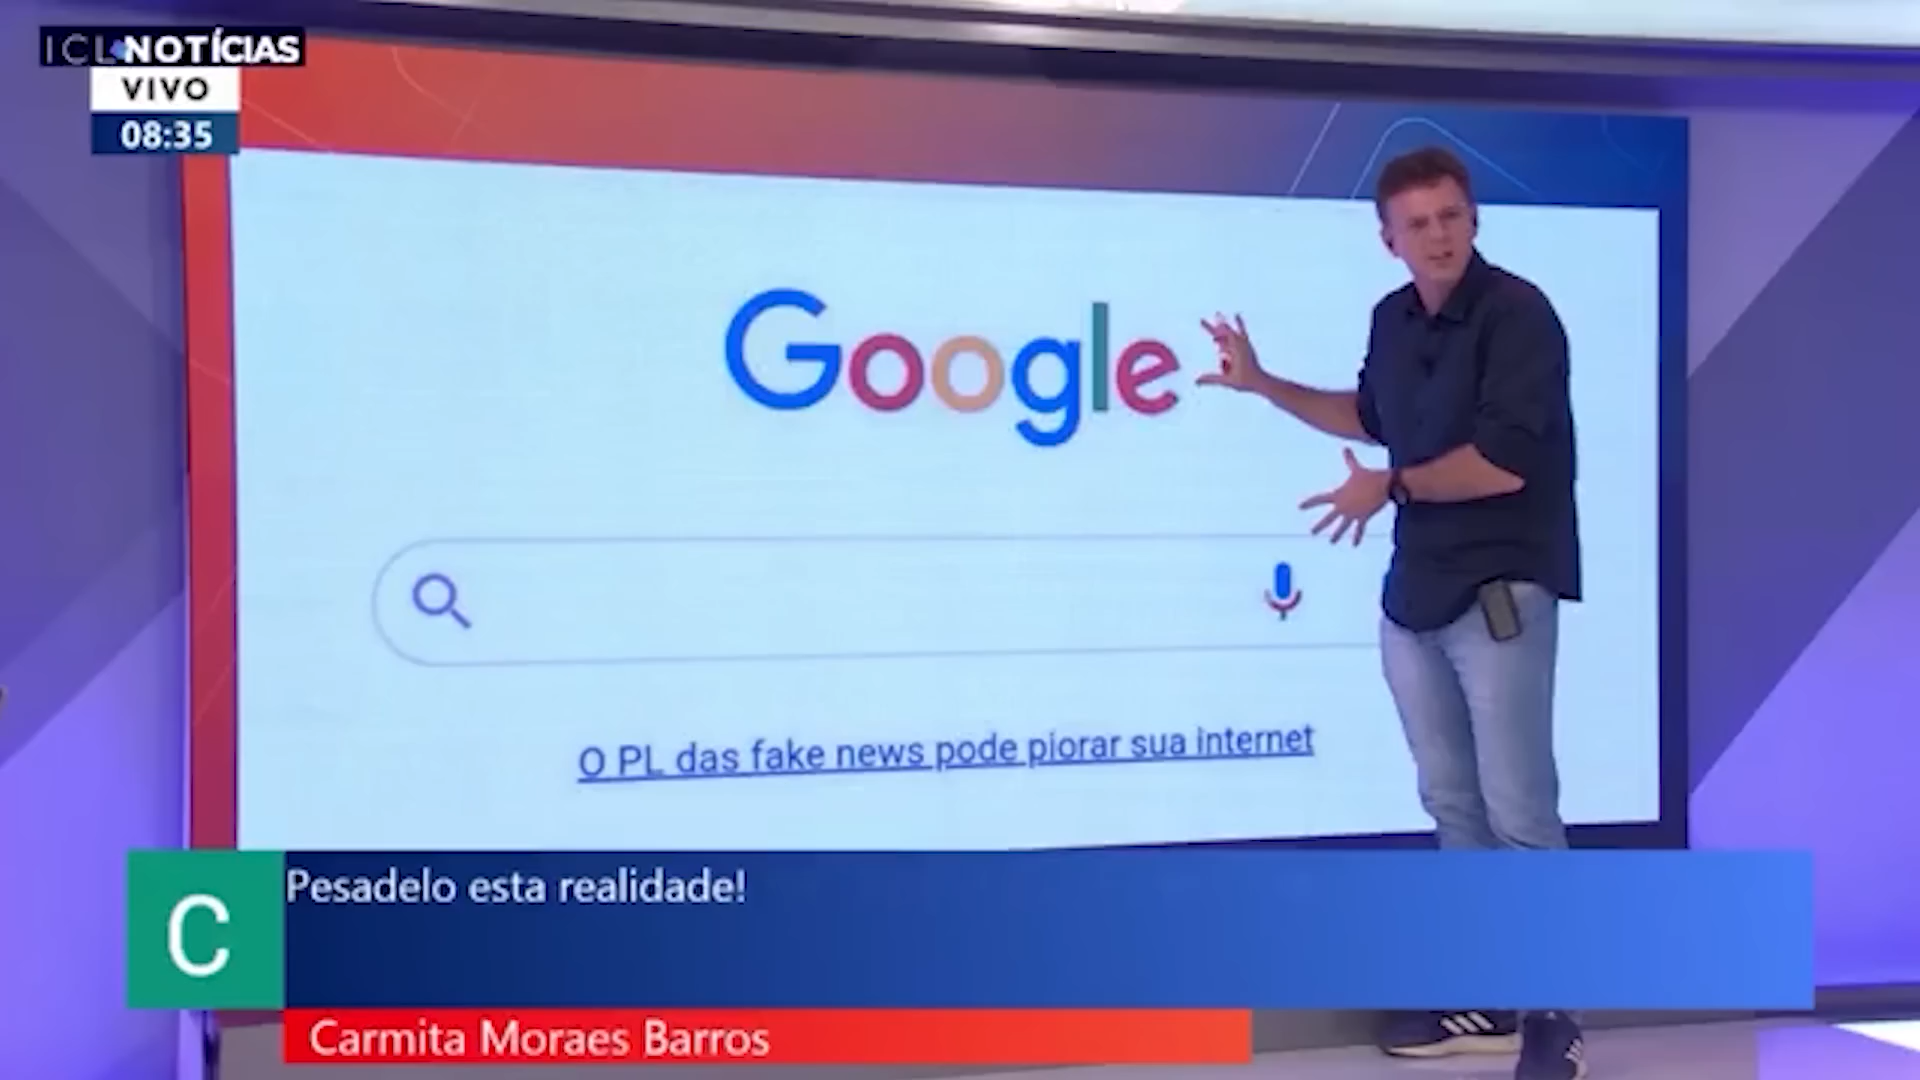 ICL NOTÍCIAS
VIVO
08:35
Google
O PL das fake news pode piorar sua internet
C
Pesadelo esta realidade!
Carmita Moraes Barros